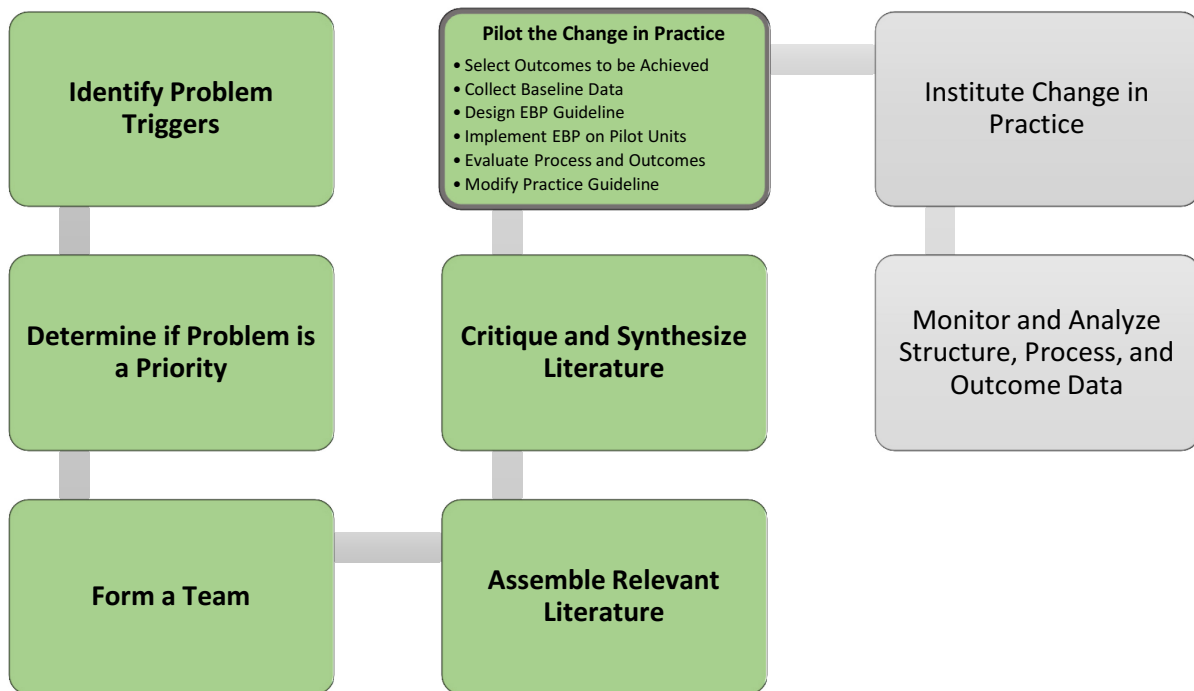 Identify Problem
Triggers
Determine if Problem is
a Priority
Form a Team
Assemble Relevant
Literature
Critique and Synthesize
Literature
Pilot the Change in Practice
• Select Outcomes to be Achieved
• Collect Baseline Data
• Design EBP Guideline
• Implement EBP on Pilot Units
• Evaluate Process and Outcomes
• Modify Practice Guideline
Institute Change in
Practice
Monitor and Analyze
Structure, Process, and
Outcome Data